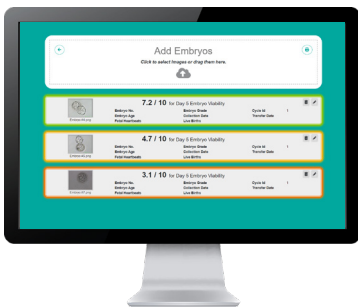 Add Embryos
Click to select images or drag them here.
7.2 / 10 for Day 5 Embryo Viability
Embryo No. Embryo Grade Cycle Id 1
Embryo Age Collection Date Transfer Date
Fetal Heartbeats Live Births
4.7 / 10 for Day 5 Embryo Viability
Embryo No. Embryo Grade Cycle Id 1
Embryo Age Collection Date Transfer Date
Fetal Heartbeats Live Births
3.1 / 10 for Day 5 Embryo Viability
Embryo No. Embryo Grade Cycle Id 1
Embryo Age Collection Date Transfer Date
Fetal Heartbeats Live Births